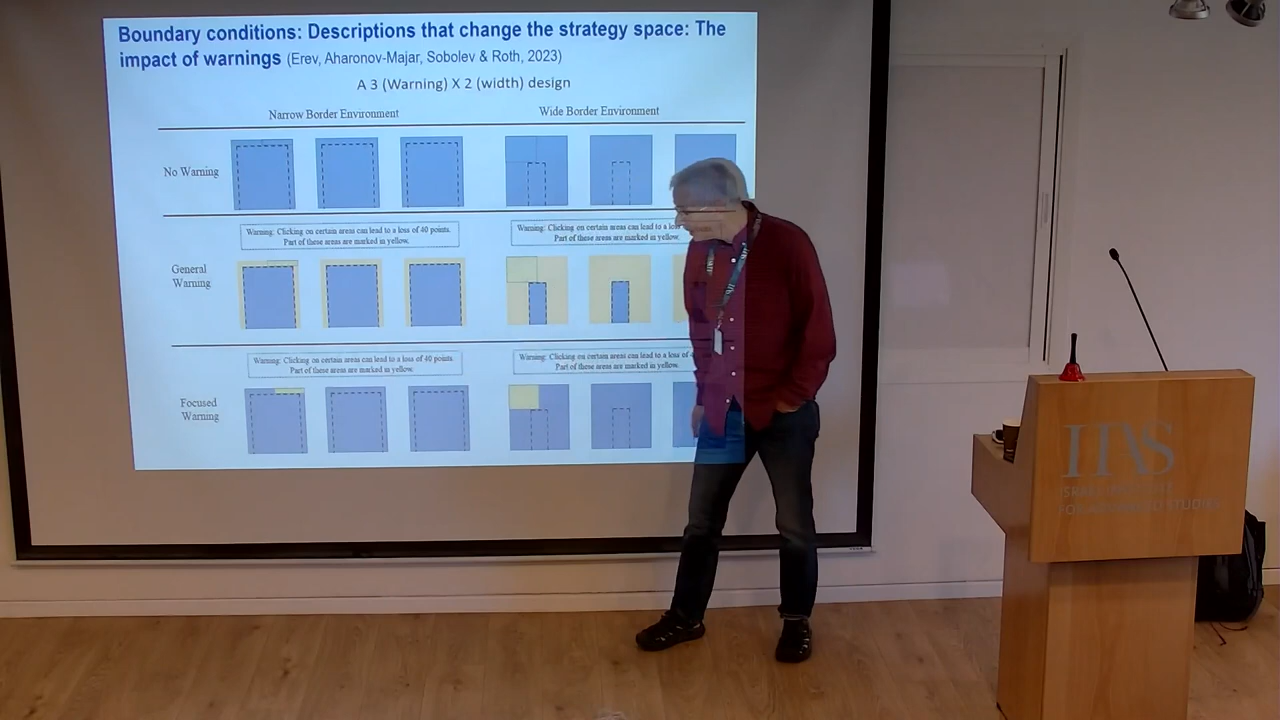 Boundary conditions: Descriptions that change the strategy space: The
impact of warnings (Erev, Aharonov-Majar, Sobolev & Roth, 2023)
A 3 (Warning) X 2 (width) design
Narrow Border Environment
Wide Border Environment
No Warning
Warning: Clicking on certain areas can lead to a loss of 40 points.
Part of these areas are marked in yellow.
Warning: Clicking on certain areas can lead to a loss
Part of these areas are marked in yellow.
General
Warning
Warning: Clicking on certain areas can lead to a loss of 40 points.
Part of these areas are marked in yellow.
Warning: Clicking on certain areas can lead to a loss of
Part of these areas are marked in yellow.
Focused
Warning
IIAS
ISRAEL INSTITUTE
FOR ADVANCED STUDIES